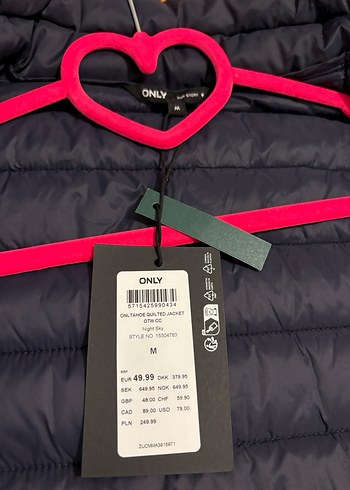 ONLY
M
ONLY
5715425990434
ONLTAHOE QUILTED JACKET
OTW CC
Night Sky
STYLE NO. 15304783
M
RRP
EUR 49.99 DKK 379.95
SEK 649.95 NOK 649.95
GBP 48.00 CHF 59.90
CAD 89.00 USD 79.00
PLN 249.99
ZUCMMA3415871